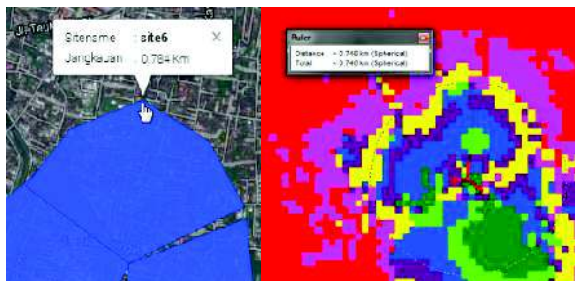 Sitename : site6
Jangkauan : 0,784 Km
Ruler
Distance = 0.740 km (Spherical)
Total = 0.740 km (Spherical)